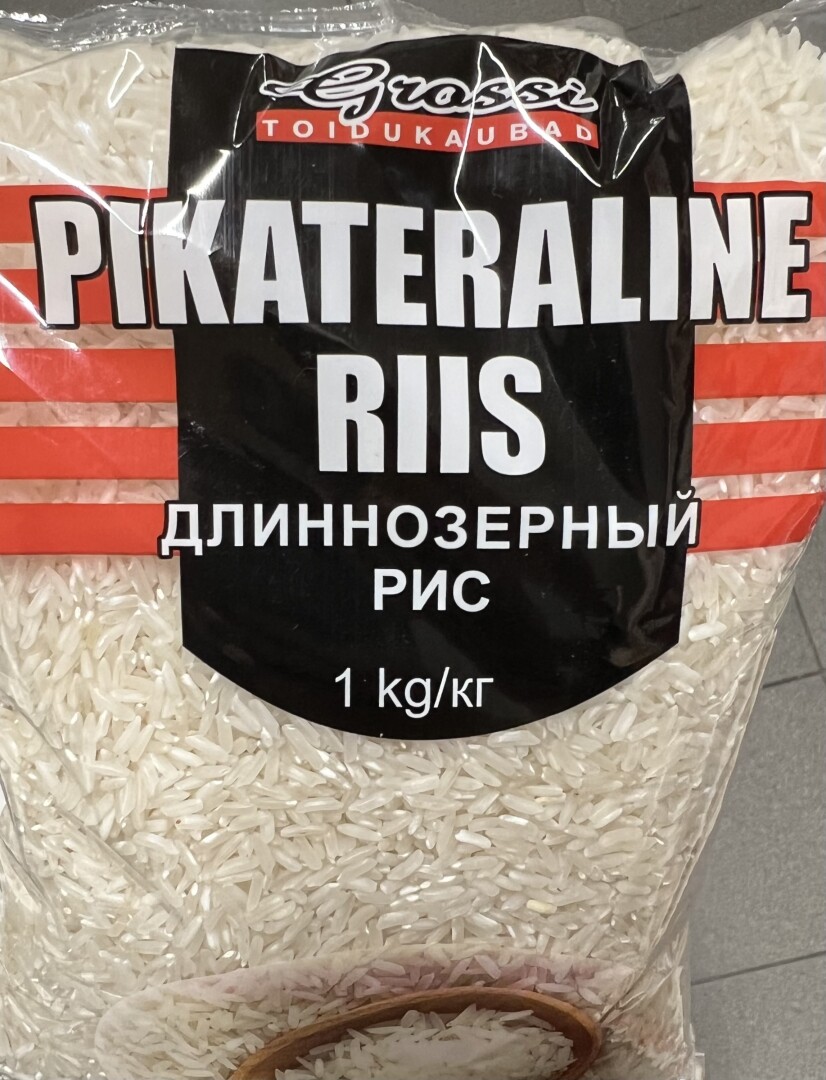 Grossi
TOIDUKAUBAD
PIKATERALINE
RIIS
ДЛИННОЗЕРНЫЙ
РИС
1 kg/кг